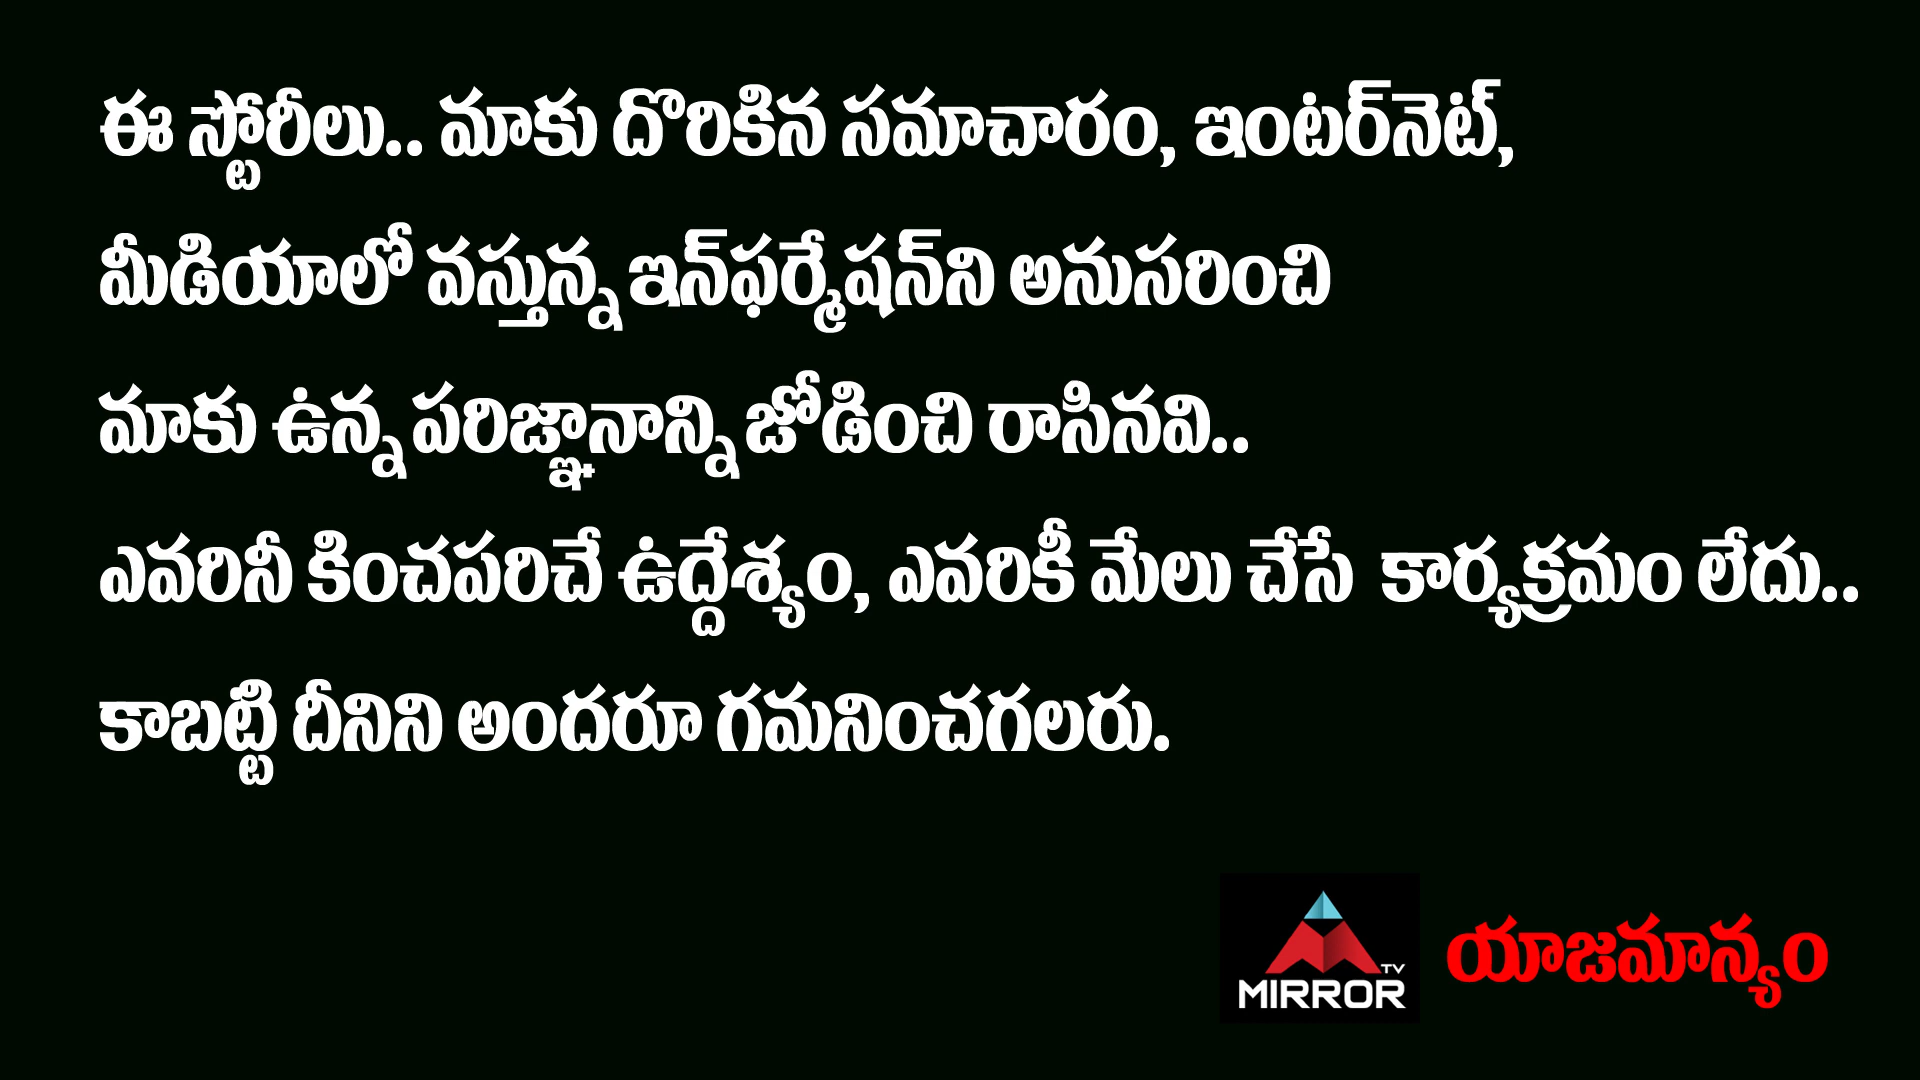 ఈ స్టోరీలు.. మాకు దొరికిన సమాచారం, ఇంటర్‌నెట్,
మీడియాలో వస్తున్న ఇన్‌ఫర్మేషన్‌ని అనుసరించి
మాకు ఉన్న పరిజ్ఞానాన్ని జోడించి రాసినవి..
ఎవరినీ కించపరిచే ఉద్దేశ్యం, ఎవరికీ మేలు చేసే కార్యక్రమం లేదు..
కాబట్టి దీనిని అందరూ గమనించగలరు.
TV
MIRROR
యాజమాన్యం